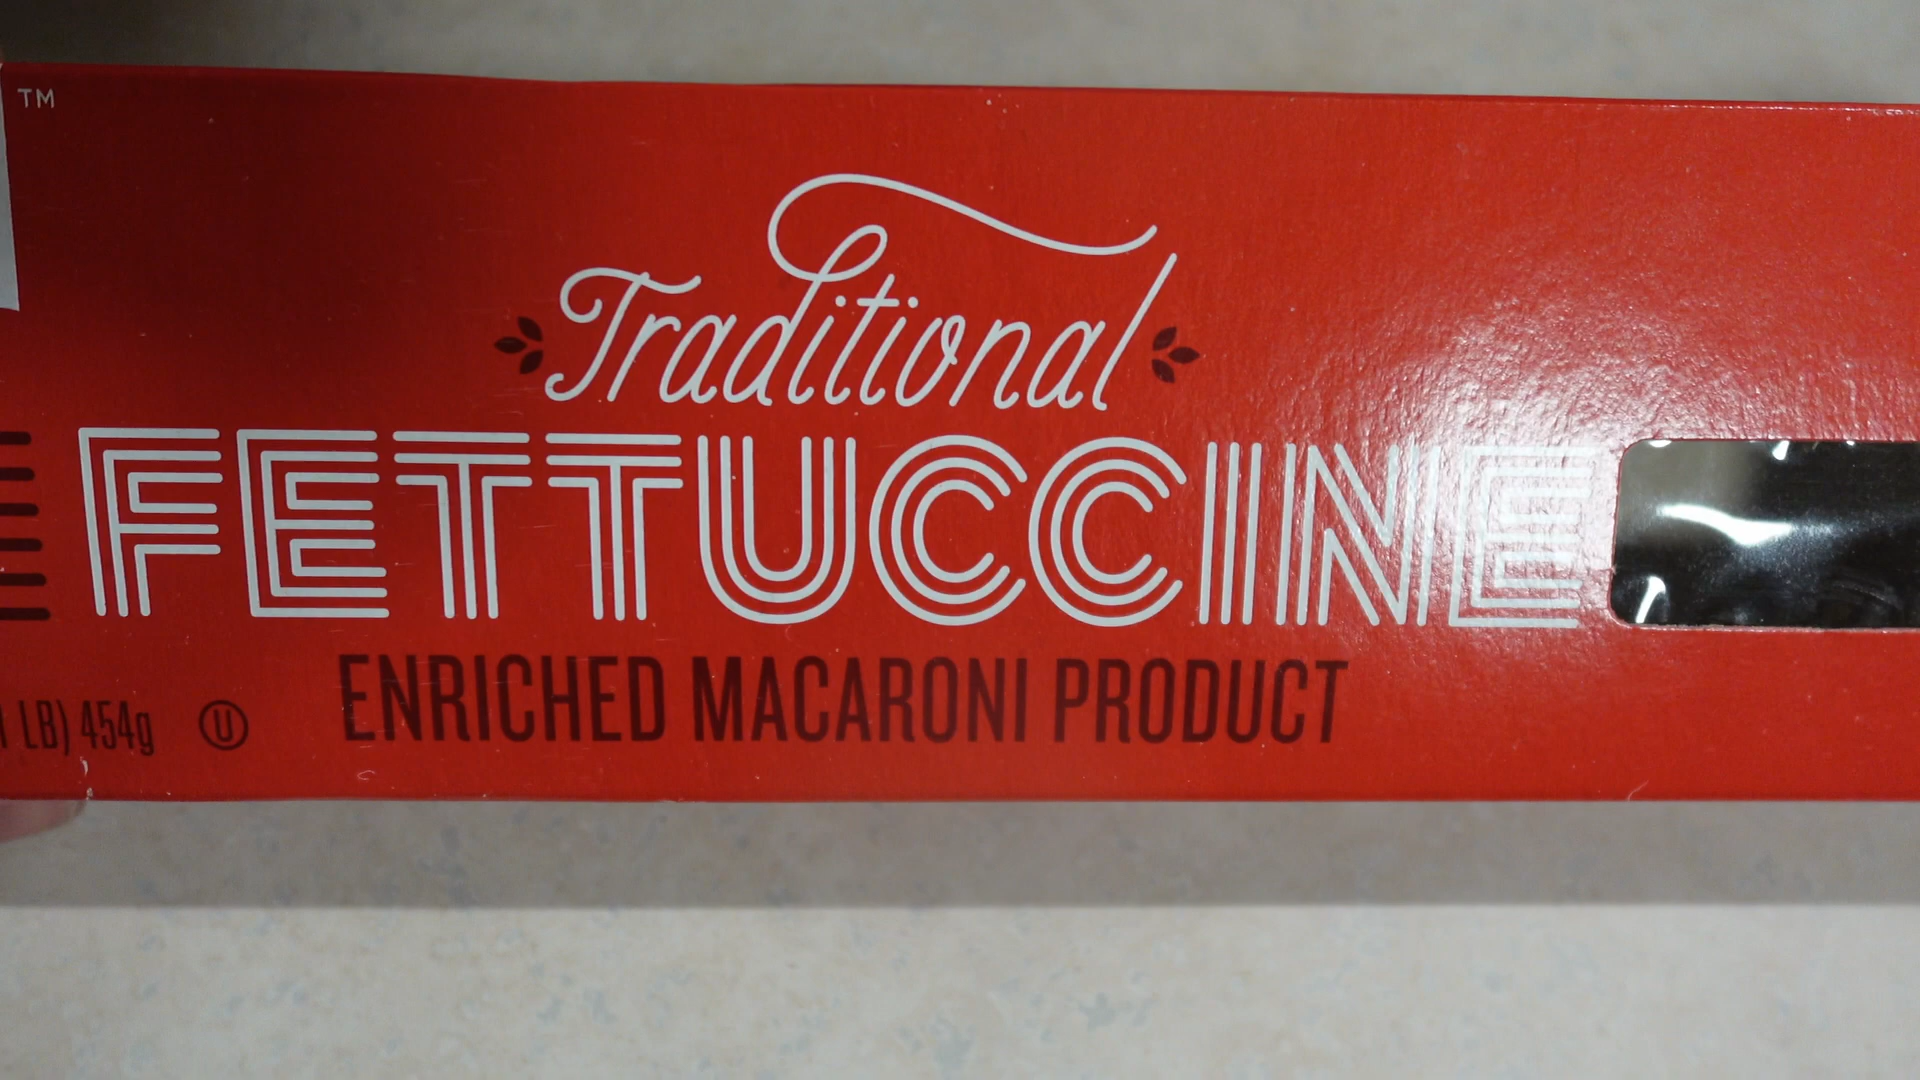 TM
Traditional
FETTUCCINE
ENRICHED MACARONI PRODUCT
LB) 454g U